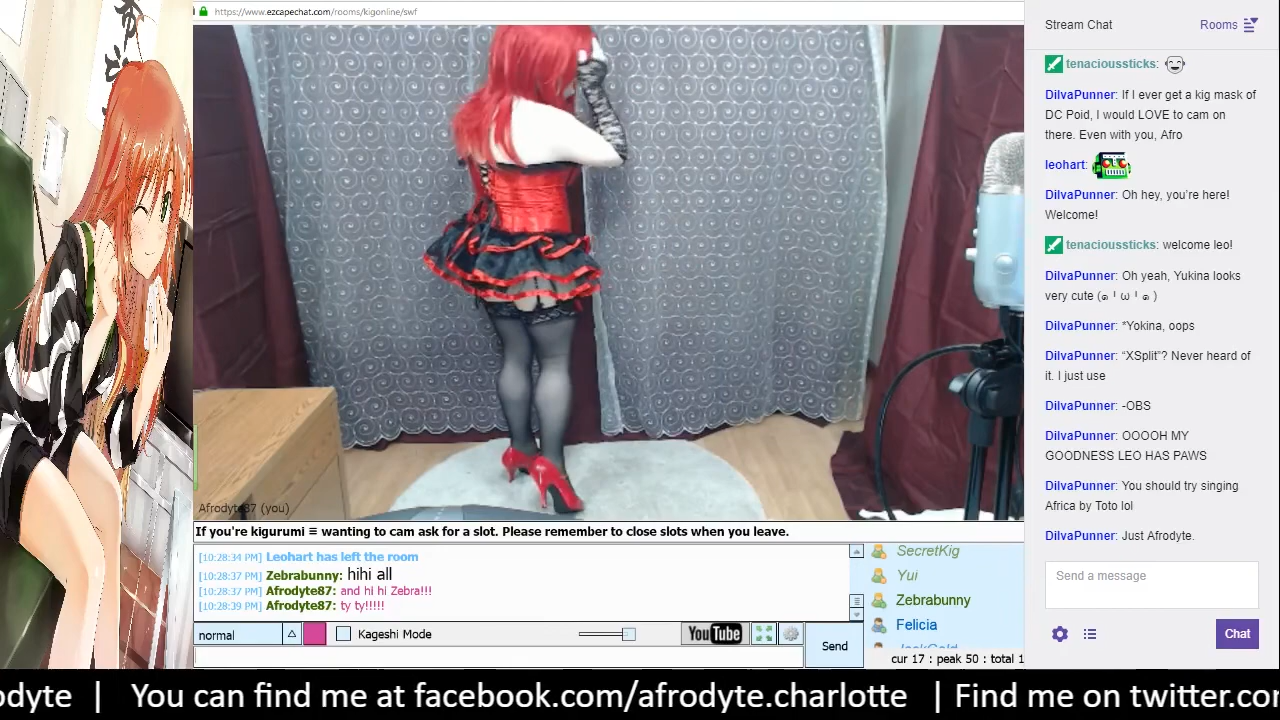 https://www.ezcapechat.com/rooms/kigonline/swf
Afrodyte87 (you)
If you're kigurumi ≡ wanting to cam ask for a slot. Please remember to close slots when you leave.
[10:28:34 PM] Leohart has left the room
[10:28:37 PM] Zebrabunny: hihi all
[10:28:37 PM] Afrodyte87: and hi hi Zebra!!!
[10:28:39 PM] Afrodyte87: ty ty!!!!!
SecretKig
Yui
Zebrabunny
Felicia
normal
Kageshi Mode
YouTube
Send
cur 17 : peak 50 : total 1
Stream Chat
Rooms
tenacioussticks:
DilvaPunner: If I ever get a kig mask of
DC Poid, I would LOVE to cam on
there. Even with you, Afro
leohart:
DilvaPunner: Oh hey, you're here!
Welcome!
tenacioussticks: welcome leo!
DilvaPunner: Oh yeah, Yukina looks
very cute (๑╹ω╹๑)
DilvaPunner: *Yokina, oops
DilvaPunner: “XSplit”? Never heard of
it. I just use
DilvaPunner: -OBS
DilvaPunner: OOOOH MY
GOODNESS LEO HAS PAWS
DilvaPunner: You should try singing
Africa by Toto lol
DilvaPunner: Just Afrodyte.
Send a message
Chat
odyte | You can find me at facebook.com/afrodyte.charlotte | Find me on twitter.co